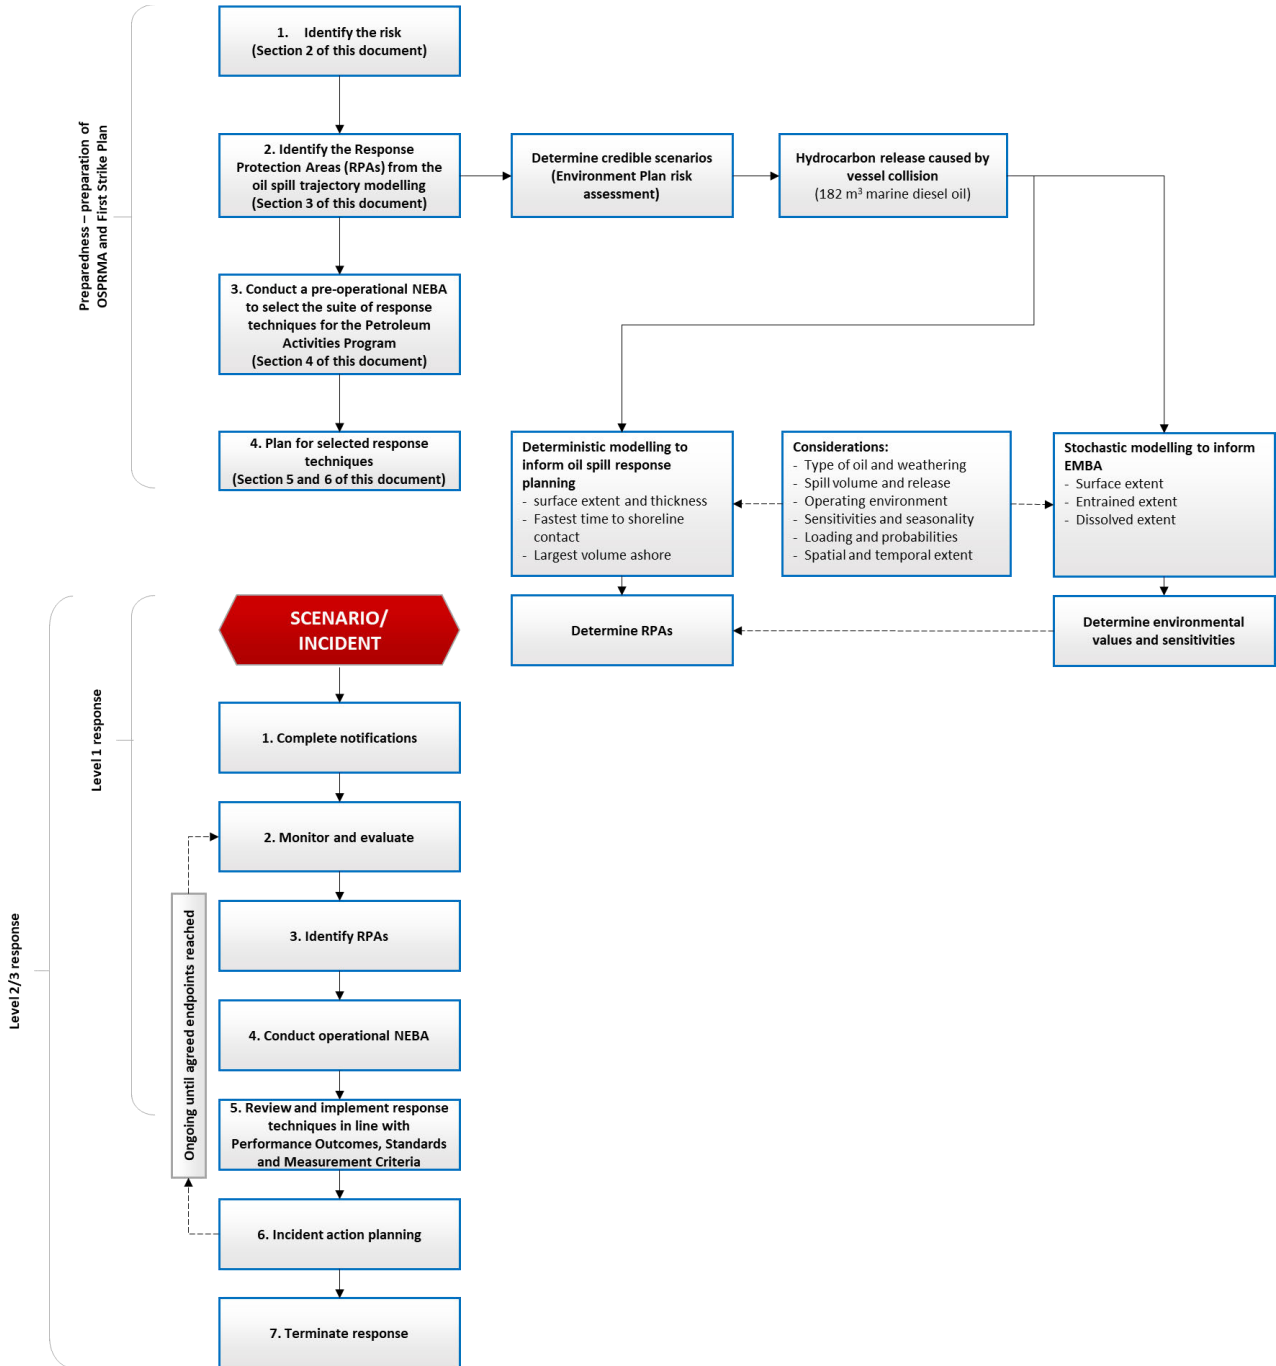 Preparedness – preparation of
OSPRMA and First Strike Plan
1. Identify the risk
(Section 2 of this document)
2. Identify the Response
Protection Areas (RPAs) from the
oil spill trajectory modelling
(Section 3 of this document)
Determine credible scenarios
(Environment Plan risk
assessment)
Hydrocarbon release caused by
vessel collision
(182 m³ marine diesel oil)
3. Conduct a pre-operational NEBA
to select the suite of response
techniques for the Petroleum
Activities Program
(Section 4 of this document)
4. Plan for selected response
techniques
(Section 5 and 6 of this document)
Deterministic modelling to
inform oil spill response
planning
- surface extent and thickness
- Fastest time to shoreline
contact
- Largest volume ashore
Considerations:
- Type of oil and weathering
- Spill volume and release
- Operating environment
- Sensitivities and seasonality
- Loading and probabilities
- Spatial and temporal extent
Stochastic modelling to inform
EMBA
- Surface extent
- Entrained extent
- Dissolved extent
Determine RPAs
Determine environmental
values and sensitivities
Level 2/3 response
Level 1 response
SCENARIO/
INCIDENT
1. Complete notifications
2. Monitor and evaluate
3. Identify RPAs
4. Conduct operational NEBA
5. Review and implement response
techniques in line with
Performance Outcomes, Standards
and Measurement Criteria
Ongoing until agreed endpoints reached
6. Incident action planning
7. Terminate response